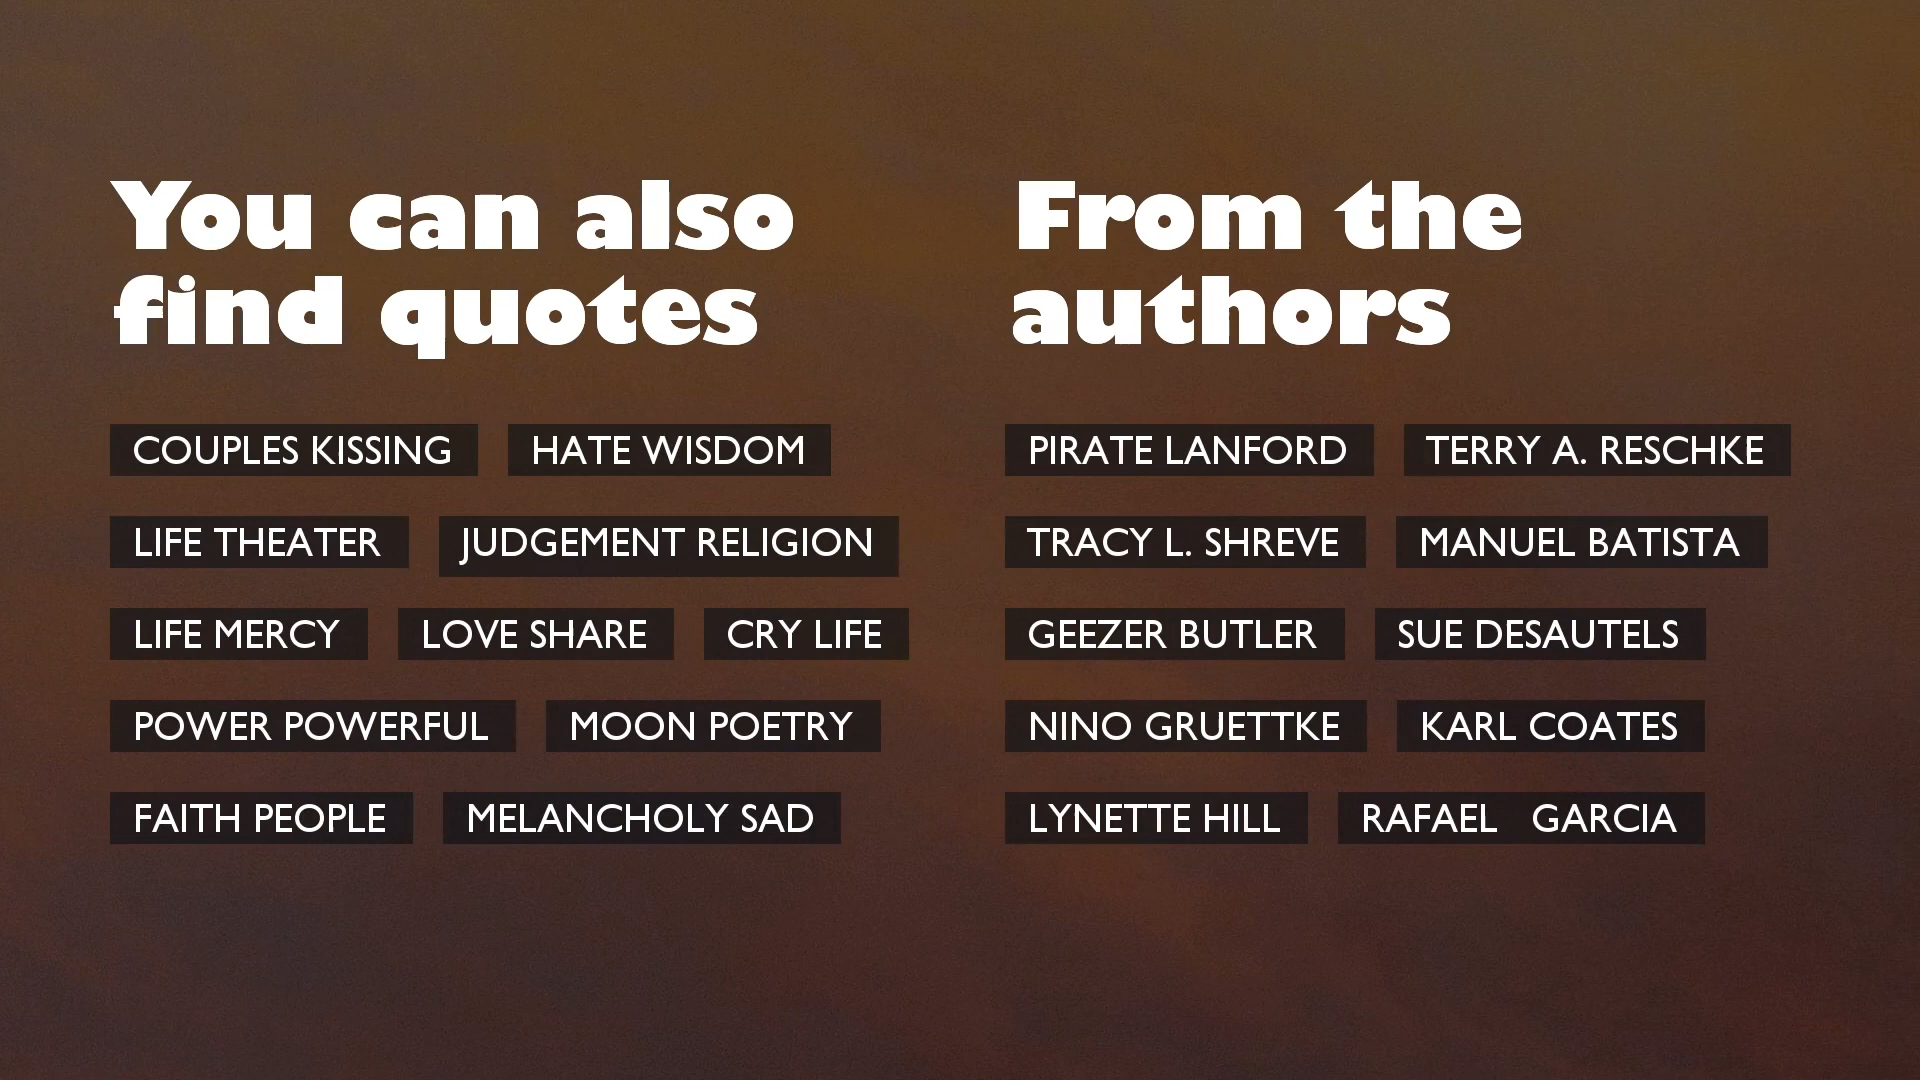 You can also
find quotes
COUPLES KISSING
HATE WISDOM
LIFE THEATER
JUDGEMENT RELIGION
LIFE MERCY
LOVE SHARE
CRY LIFE
POWER POWERFUL
MOON POETRY
FAITH PEOPLE
MELANCHOLY SAD
From the
authors
PIRATE LANFORD
TERRY A. RESCHKE
TRACY L. SHREVE
MANUEL BATISTA
GEEZER BUTLER
SUE DESAUTELS
NINO GRUETTKE
KARL COATES
LYNETTE HILL
RAFAEL   GARCIA